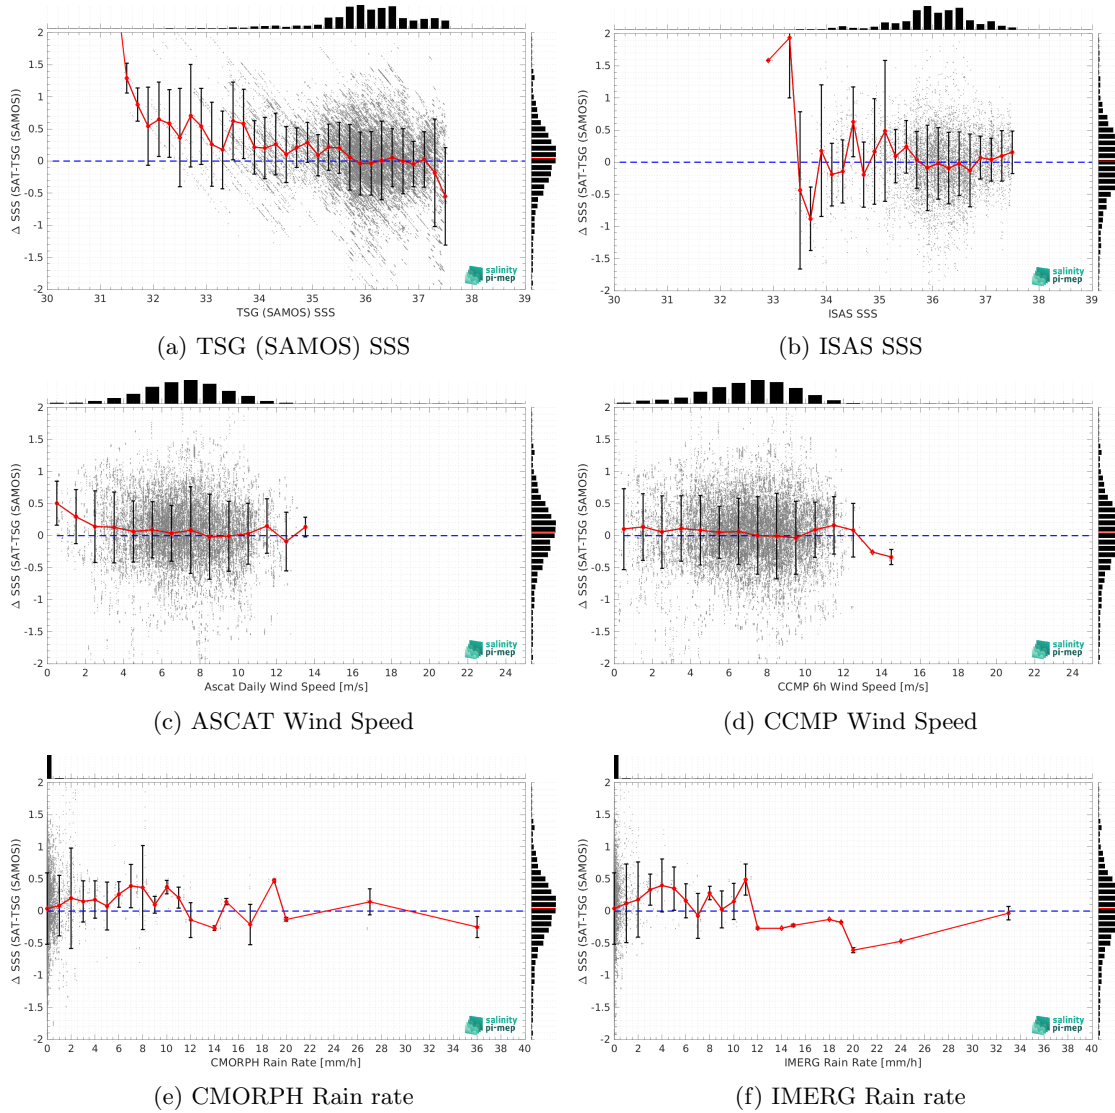 2
1.5
1
0.5
0
-0.5
-1
-1.5
-2
Δ SSS (SAT-TSG (SAMOS))
salinity
pi-mep
30 31 32 33 34 35 36 37 38 39
TSG (SAMOS) SSS
(a) TSG (SAMOS) SSS
2
1.5
1
0.5
0
-0.5
-1
-1.5
-2
Δ SSS (SAT-TSG (SAMOS))
salinity
pi-mep
30 31 32 33 34 35 36 37 38 39
ISAS SSS
(b) ISAS SSS
2
1.5
1
0.5
0
-0.5
-1
-1.5
-2
Δ SSS (SAT-TSG (SAMOS))
salinity
pi-mep
0 2 4 6 8 10 12 14 16 18 20 22 24
Ascat Daily Wind Speed [m/s]
(c) ASCAT Wind Speed
2
1.5
1
0.5
0
-0.5
-1
-1.5
-2
Δ SSS (SAT-TSG (SAMOS))
salinity
pi-mep
0 2 4 6 8 10 12 14 16 18 20 22 24
CCMP 6h Wind Speed [m/s]
(d) CCMP Wind Speed
2
1.5
1
0.5
0
-0.5
-1
-1.5
-2
Δ SSS (SAT-TSG (SAMOS))
salinity
pi-mep
0 2 4 6 8 10 12 14 16 18 20 22 24 26 28 30 32 34 36 38 40
CMORPH Rain Rate [mm/h]
(e) CMORPH Rain rate
2
1.5
1
0.5
0
-0.5
-1
-1.5
-2
Δ SSS (SAT-TSG (SAMOS))
salinity
pi-mep
0 2 4 6 8 10 12 14 16 18 20 22 24 26 28 30 32 34 36 38 40
IMERG Rain Rate [mm/h]
(f) IMERG Rain rate